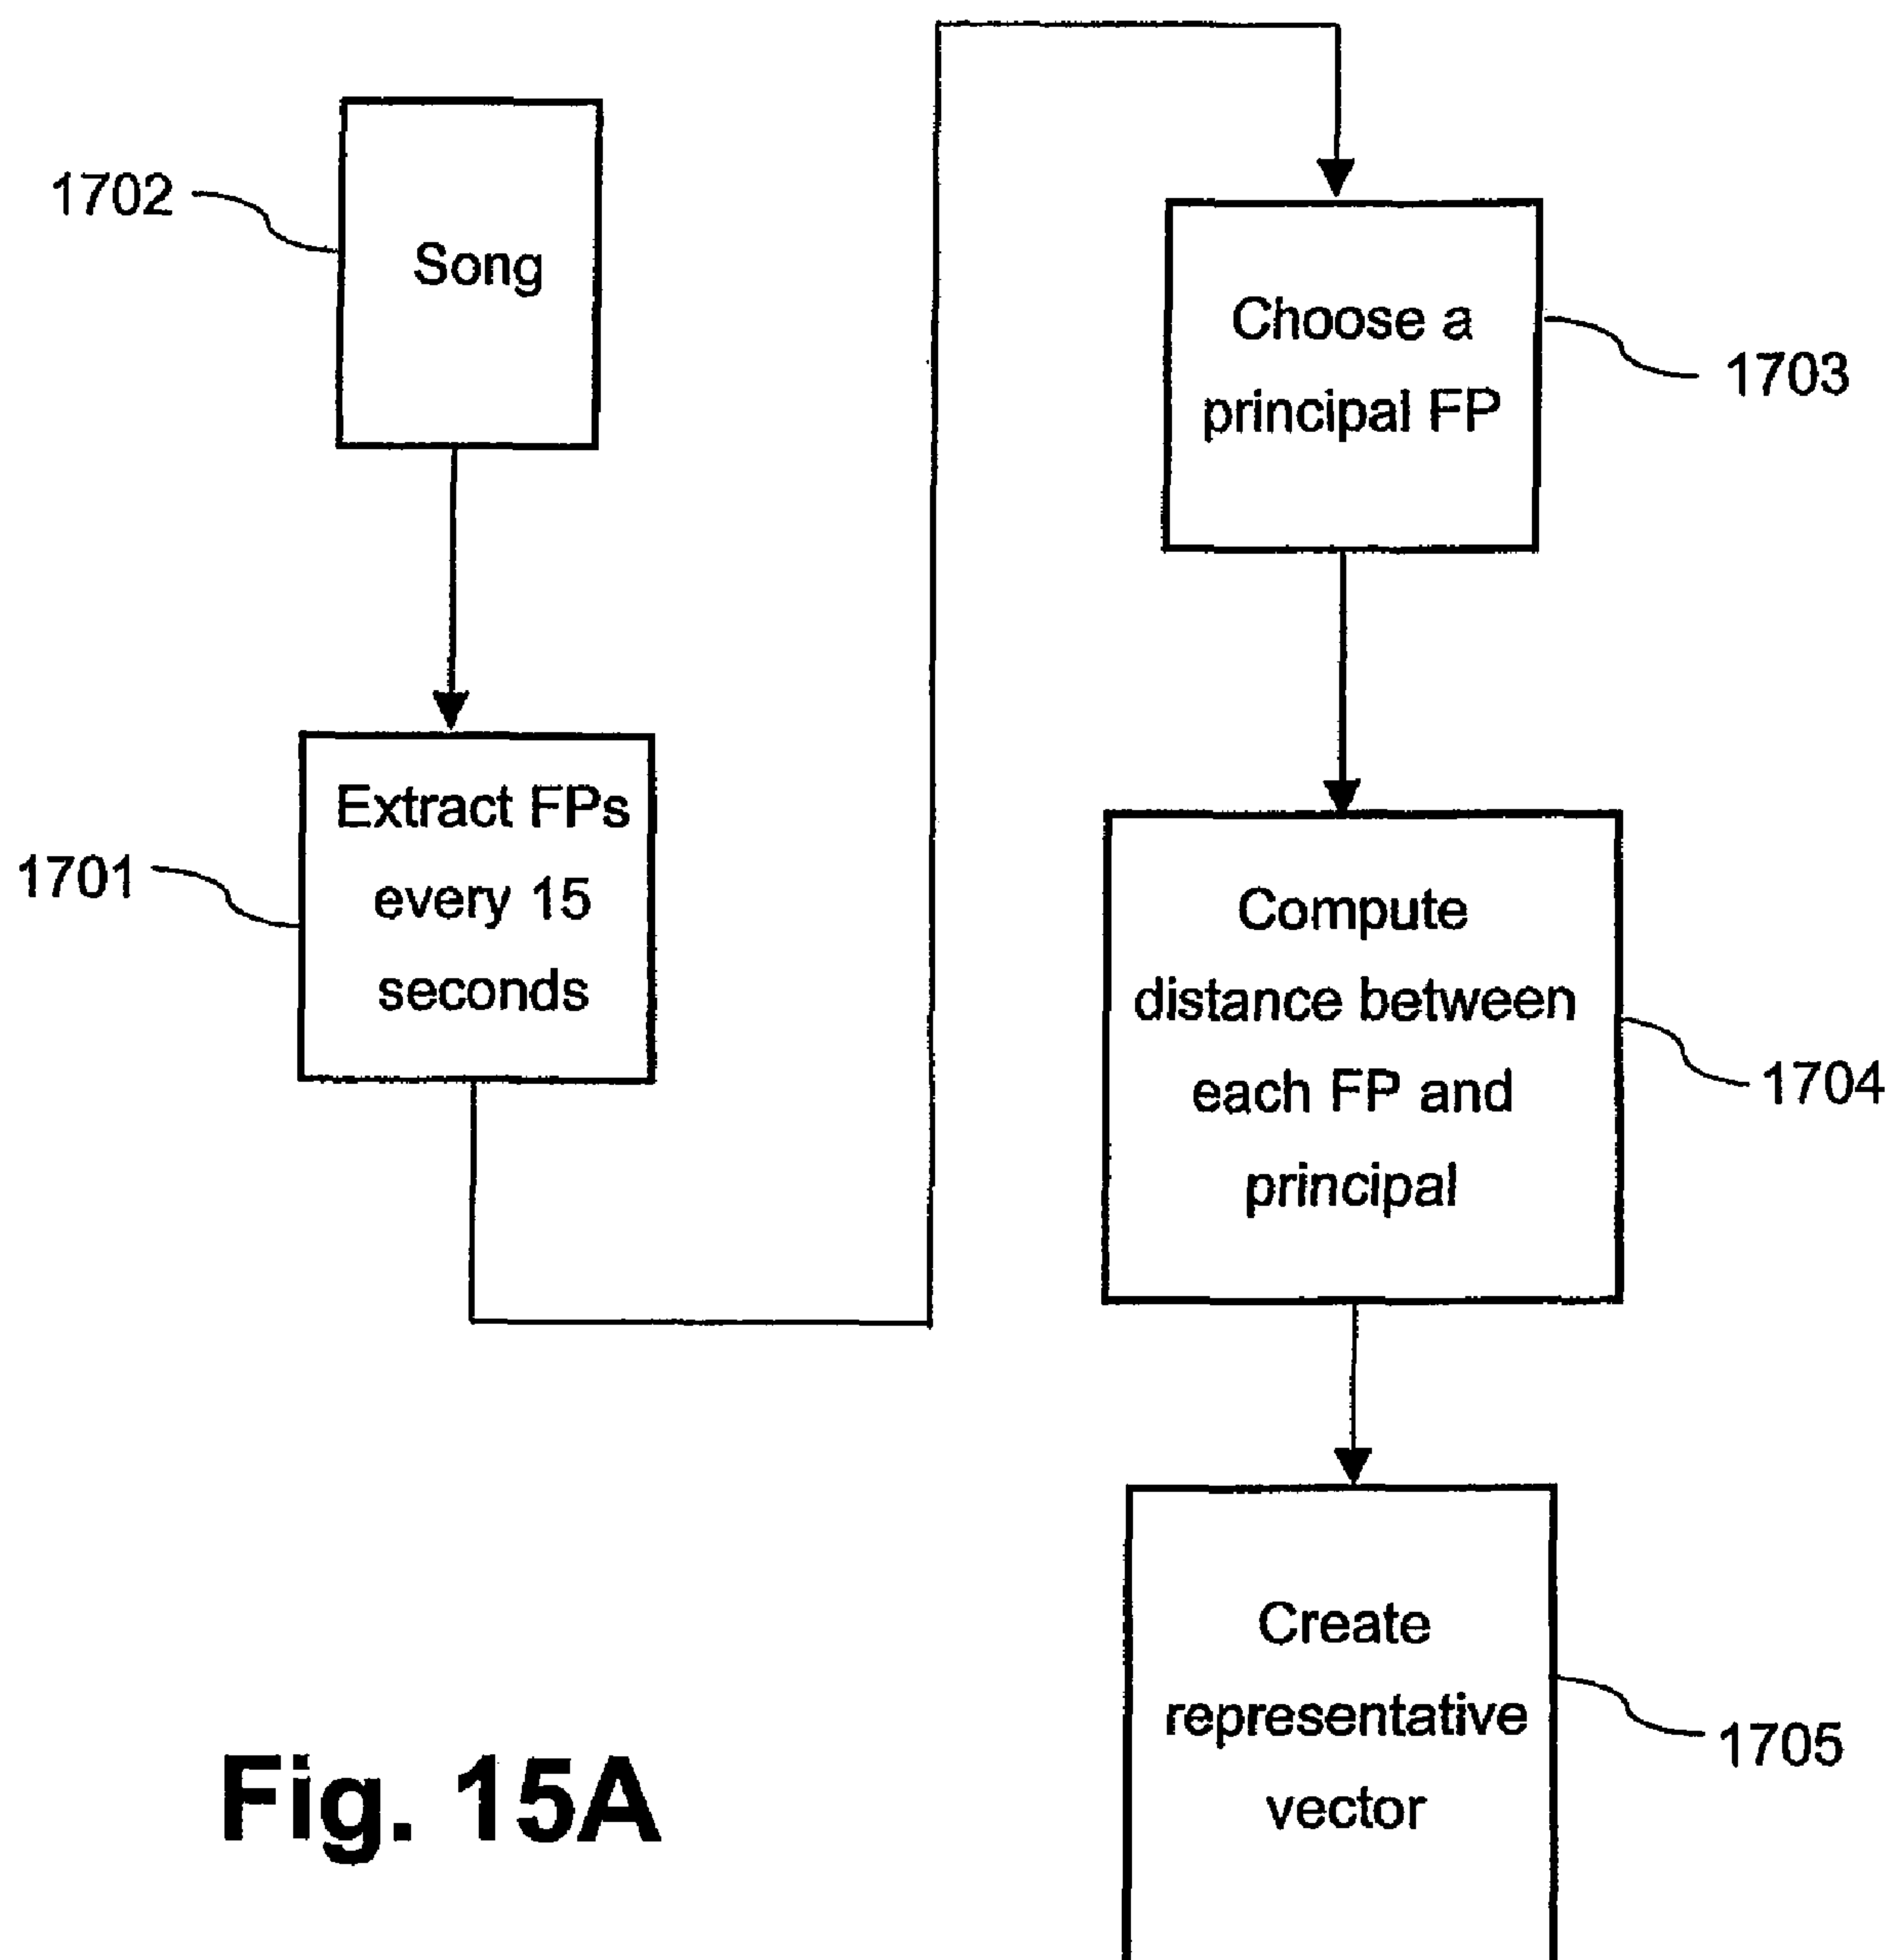 1702
Song
1701
Extract FPs
every 15
seconds
Choose a
principal FP
1703
Compute
distance between
each FP and
principal
1704
Create
representative
vector
1705
Fig. 15A